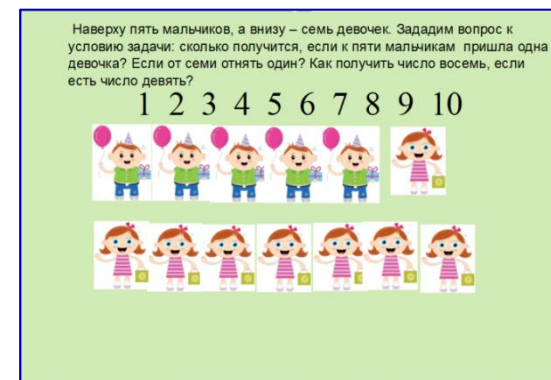 Наверху пять мальчиков, а внизу – семь девочек. Зададим вопрос к
условию задачи: сколько получится, если к пяти мальчикам пришла одна
девочка? Если от семи отнять один? Как получить число восемь, если
есть число девять?
1 2 3 4 5 6 7 8 9 10